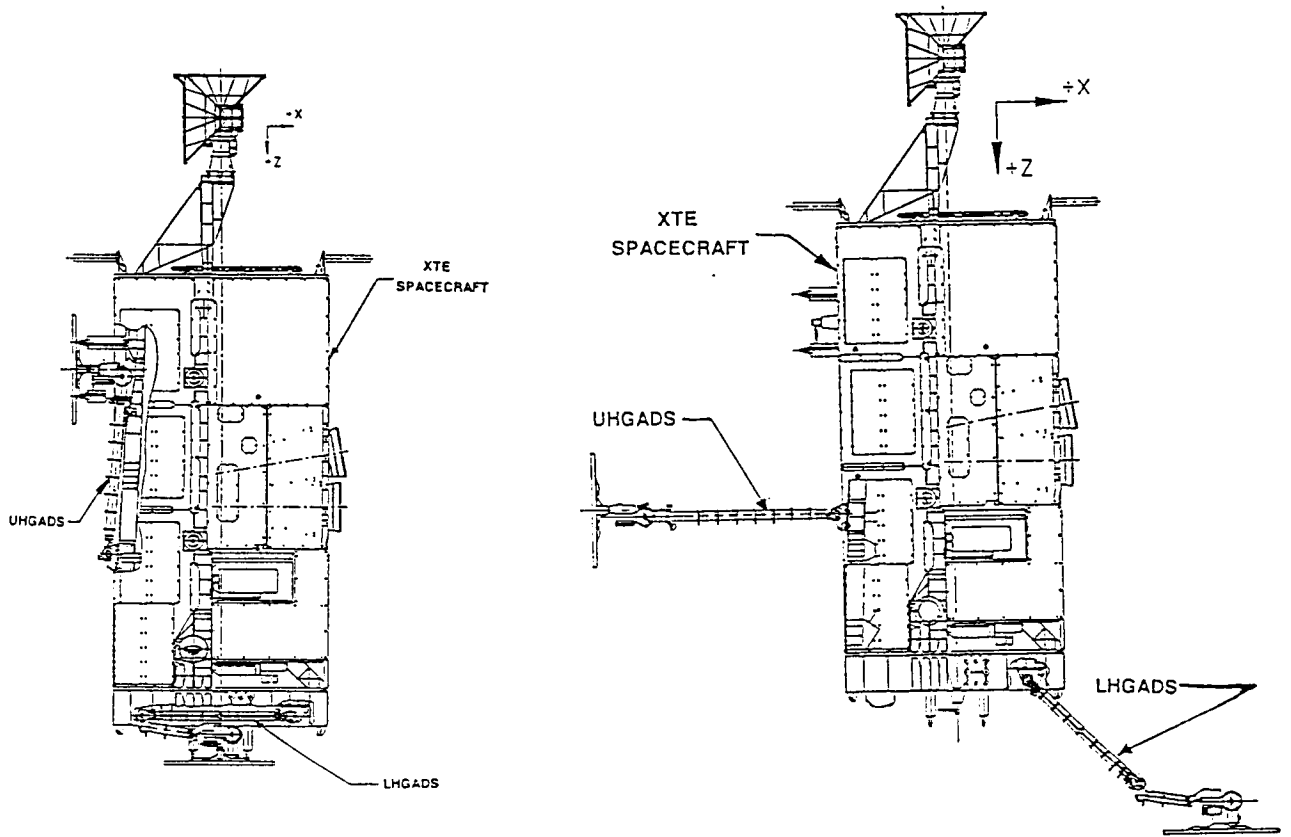 -X
+Z
XTE
SPACECRAFT
UHGADS
LHGADS
÷X
÷Z
XTE
SPACECRAFT
UHGADS
LHGADS